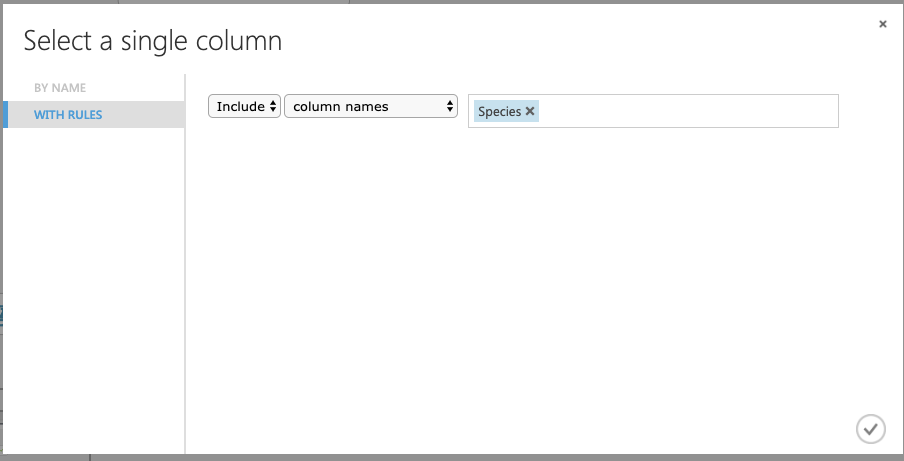 Select a single column
BY NAME
WITH RULES
Include column names Species